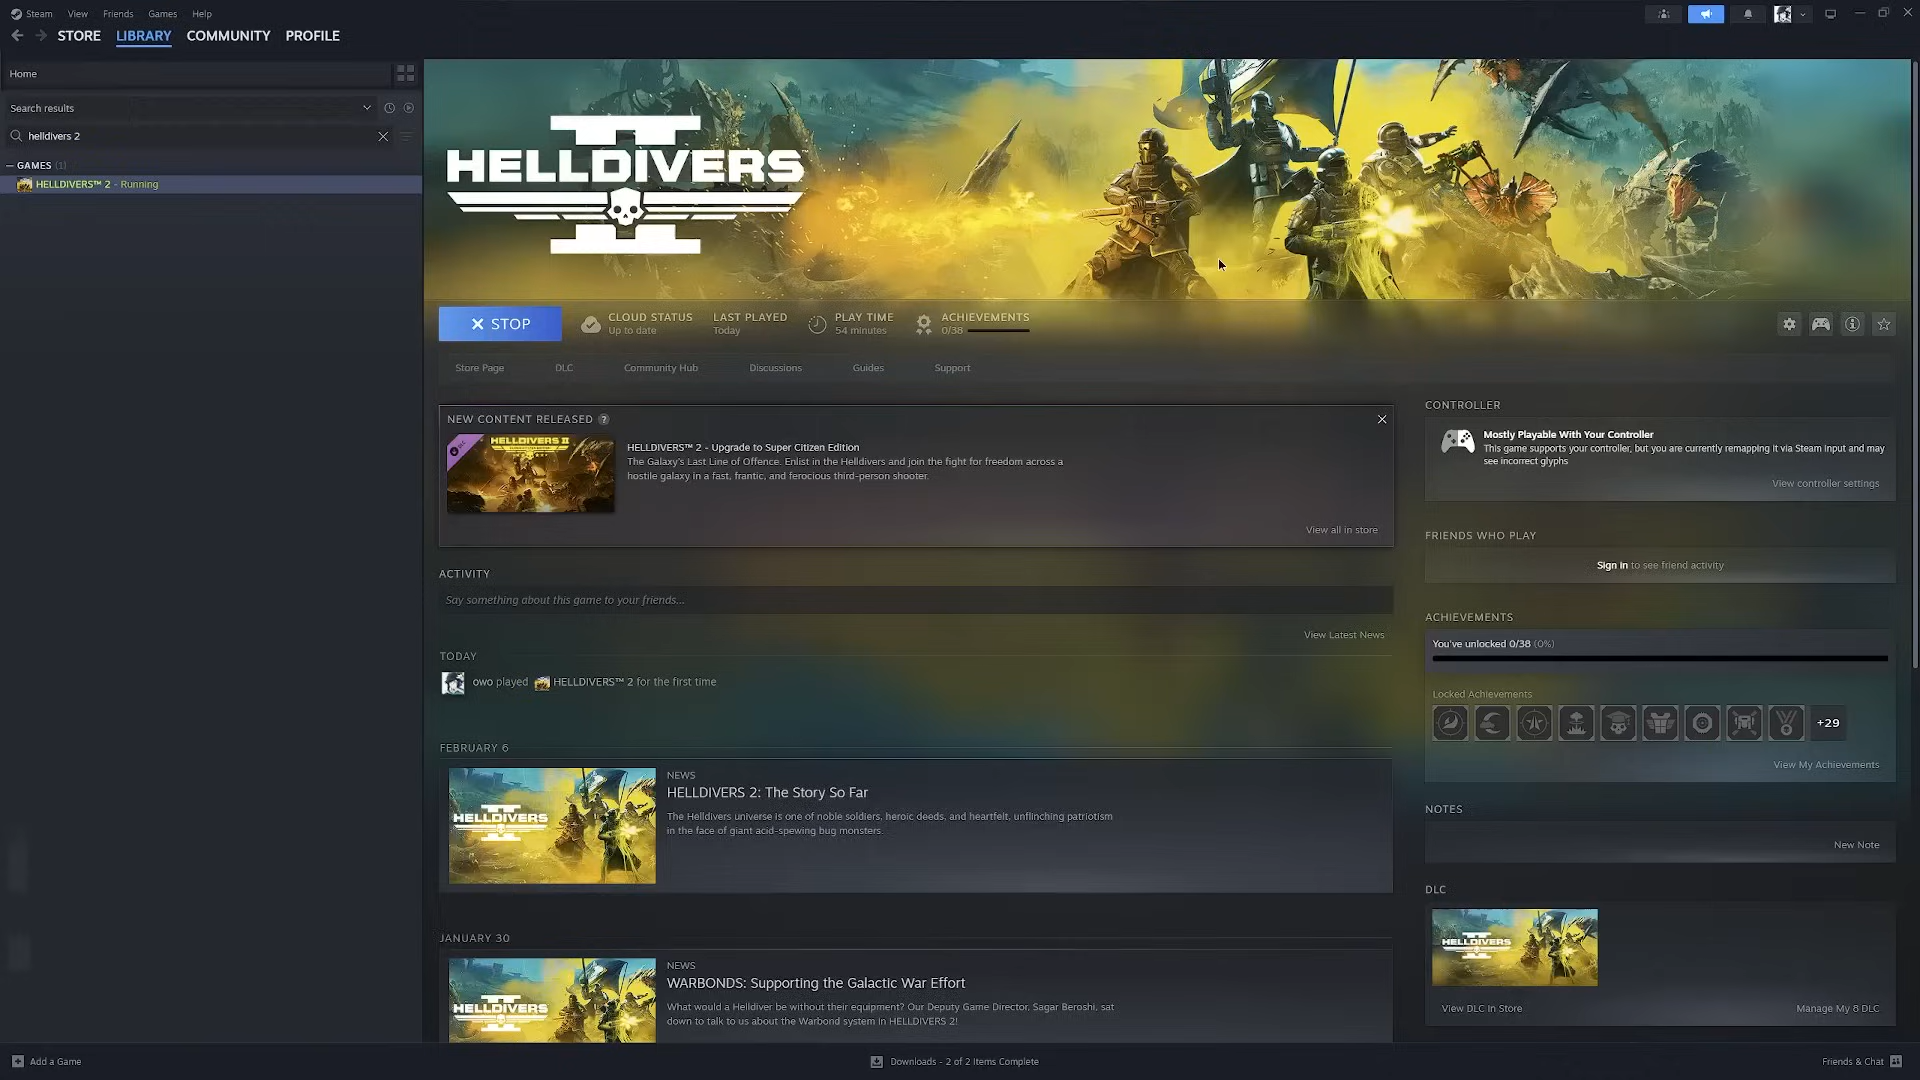 Steam View Friends Games Help
STORE LIBRARY COMMUNITY PROFILE
Home
Search results
helldivers 2
GAMES (1)
HELLDIVERS™ 2 - Running
HELLDIVERS
II
STOP
CLOUD STATUS
Up to date
LAST PLAYED
Today
PLAY TIME
54 minutes
ACHIEVEMENTS
0/38
Store Page DLC Community Hub Discussions Guides Support
NEW CONTENT RELEASED ?
HELLDIVERS II
HELLDIVERS™ 2 - Upgrade to Super Citizen Edition
The Galaxy's Last Line of Offence. Enlist in the Helldivers and join the fight for freedom across a
hostile galaxy in a fast, frantic, and ferocious third-person shooter.
View all in store
ACTIVITY
Say something about this game to your friends...
View Latest News
TODAY
owo played HELLDIVERS™ 2 for the first time
FEBRUARY 6
HELLDIVERS
NEWS
HELLDIVERS 2: The Story So Far
The Helldivers universe is one of noble soldiers, heroic deeds, and heartfelt, unflinching patriotism
in the face of giant acid-spewing bug monsters.
JANUARY 30
HELLDIVERS
NEWS
WARBONDS: Supporting the Galactic War Effort
What would a Helldiver be without their equipment? Our Deputy Game Director, Sagar Beroshi, sat
down to talk to us about the Warbond system in HELLDIVERS 2!
CONTROLLER
Mostly Playable With Your Controller
This game supports your controller, but you are currently remapping it via Steam Input and may
see incorrect glyphs
View controller settings
FRIENDS WHO PLAY
Sign in to see friend activity
ACHIEVEMENTS
You've unlocked 0/38 (0%)
Locked Achievements
+29
View My Achievements
NOTES
New Note
DLC
HELLDIVERS
View DLC In Store
Manage My 8 DLC
Add a Game
Downloads - 2 of 2 Items Complete
Friends & Chat